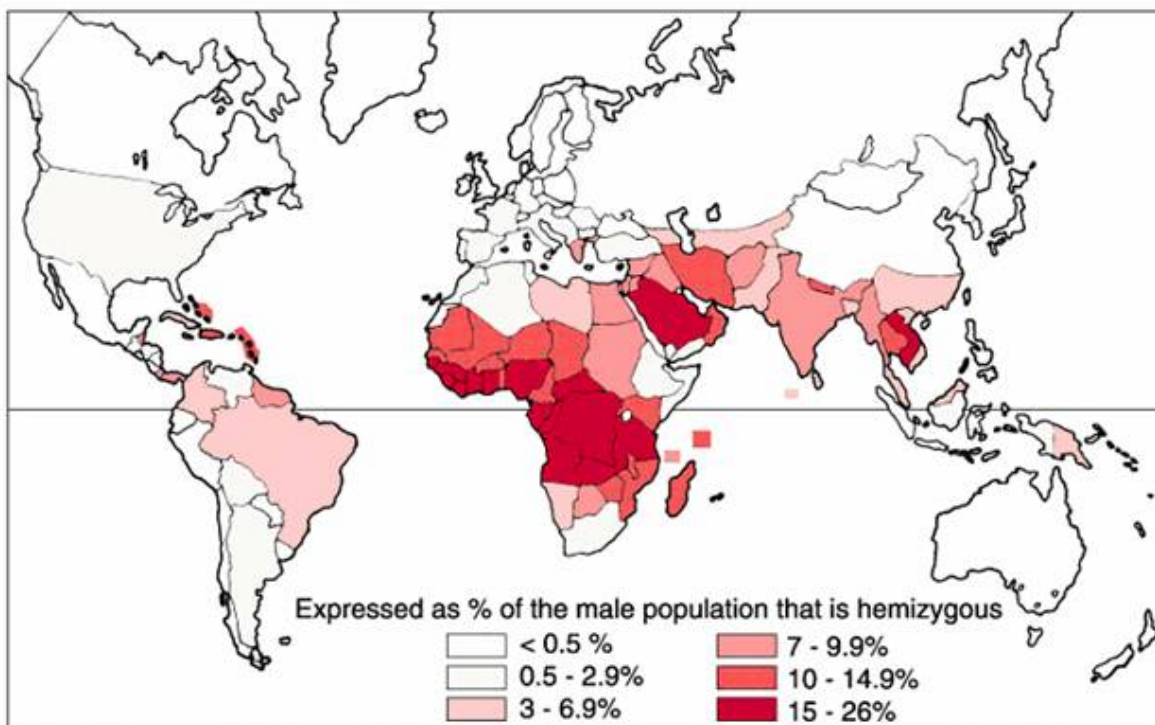 Expressed as % of the male population that is hemizygous
< 0.5 %
0.5 - 2.9%
3 - 6.9%
7 - 9.9%
10 - 14.9%
15 - 26%